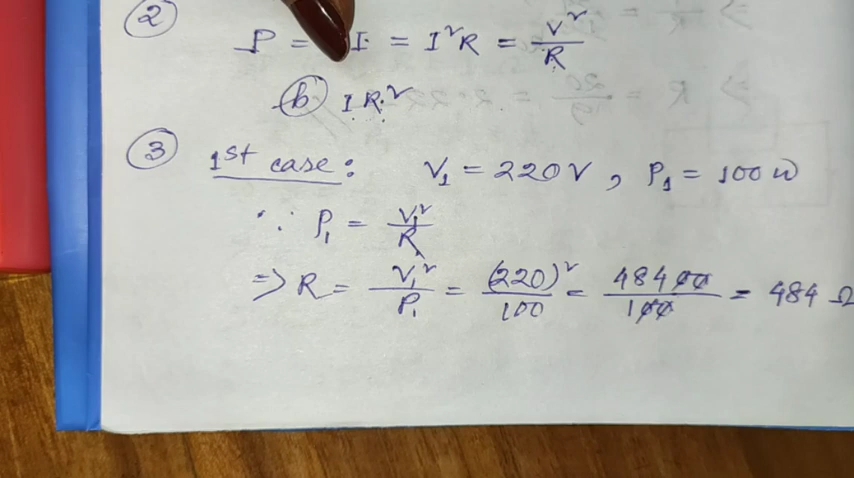 ② P = I = I²R = V²/R
ⓑ IR²
③ 1st case: V₁ = 220V, P₁ = 100W
∵ P₁ = V₁²/R
⇒ R = V₁²/P₁ = (220)²/100 = 48400/100 = 484 Ω